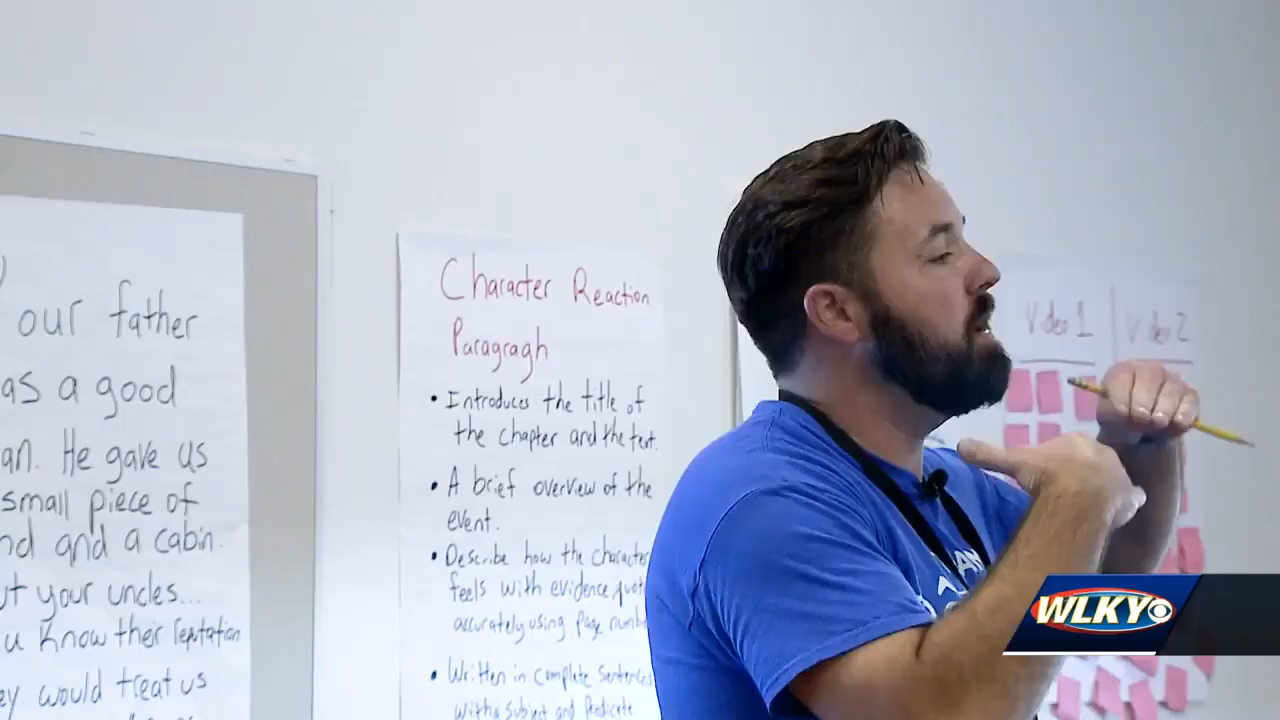 our father
as a good
an. He gave us
small piece of
nd and a cabin.
ut your uncles...
u know their reputation
ey would treat us
Character Reaction
Paragragh
• Introduces the title of
the chapter and the text.
• A brief overview of the
event.
• Describe how the character
feels with evidence quot
accurately using page numbe
• Written in complete sentences
with a subject and Predicate
Video 1
Video 2
WLKY